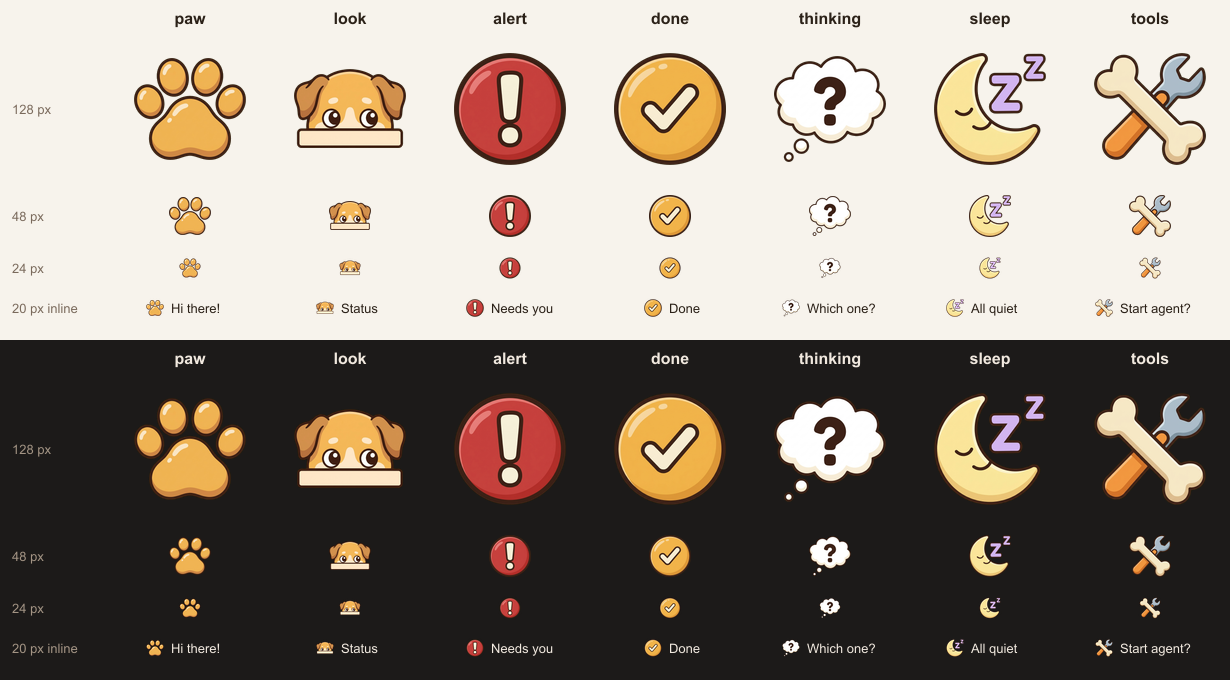 paw look alert done thinking sleep tools
128 px
?
z z
48 px
?
z z
24 px
?
z z
20 px inline Hi there! Status Needs you Done Which one? All quiet Start agent?
paw look alert done thinking sleep tools
128 px
?
z z
48 px
?
z z
24 px
?
z z
20 px inline Hi there! Status Needs you Done Which one? All quiet Start agent?